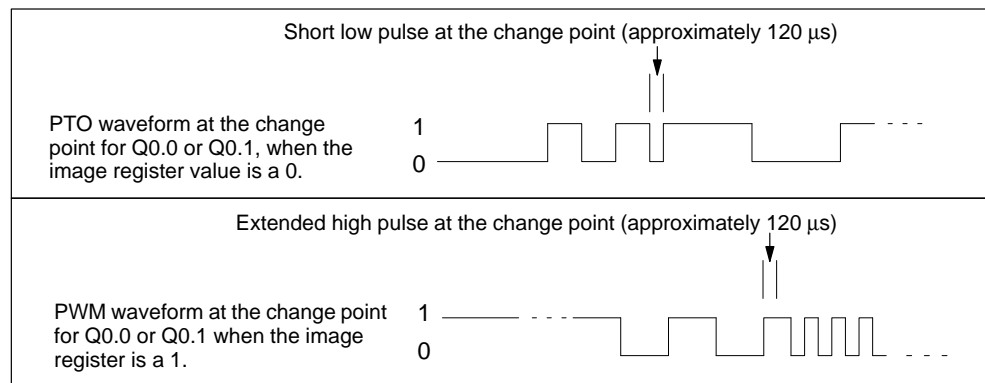 Short low pulse at the change point (approximately 120 μs)
PTO waveform at the change
point for Q0.0 or Q0.1, when the
image register value is a 0.
1
0
Extended high pulse at the change point (approximately 120 μs)
PWM waveform at the change point
for Q0.0 or Q0.1 when the image
register is a 1.
1
0